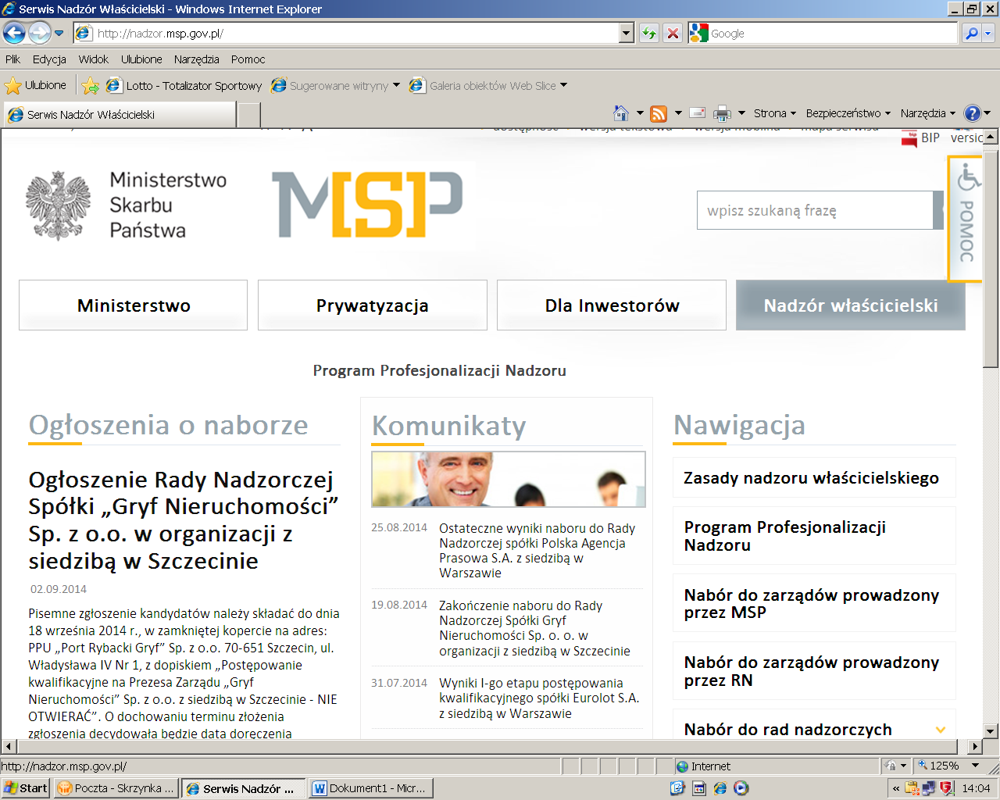 Serwis Nadzór Właścicielski - Windows Internet Explorer
http://nadzor.msp.gov.pl/
Google
Plik Edycja Widok Ulubione Narzędzia Pomoc
Ulubione Lotto - Totalizator Sportowy Sugerowane witryny Galeria obiektów Web Slice
Serwis Nadzór Właścicielski
Strona Bezpieczeństwo Narzędzia
dostępność wersja tekstowa wersja mobilna mapa serwisu
BIP versic
Ministerstwo
Skarbu
Państwa
M[S]P
wpisz szukaną frazę
POMOC
Ministerstwo
Prywatyzacja
Dla Inwestorów
Nadzór właścicielski
Program Profesjonalizacji Nadzoru
Ogłoszenia o naborze
Ogłoszenie Rady Nadzorczej
Spółki „Gryf Nieruchomości”
Sp. z o.o. w organizacji z
siedzibą w Szczecinie
02.09.2014
Pisemne zgłoszenie kandydatów należy składać do dnia
18 września 2014 r., w zamkniętej kopercie na adres:
PPU „Port Rybacki Gryf” Sp. z o.o. 70-651 Szczecin, ul.
Władysława IV Nr 1, z dopiskiem „Postępowanie
kwalifikacyjne na Prezesa Zarządu „Gryf
Nieruchomości” Sp. z o.o. z siedzibą w Szczecinie - NIE
OTWIERAĆ”. O dochowaniu terminu złożenia
zgłoszenia decydowała będzie data doręczenia
Komunikaty
25.08.2014 Ostateczne wyniki naboru do Rady
Nadzorczej spółki Polska Agencja
Prasowa S.A. z siedzibą w
Warszawie
19.08.2014 Zakończenie naboru do Rady
Nadzorczej Spółki Gryf
Nieruchomości Sp. o. o. w
organizacji z siedzibą w Szczecinie
31.07.2014 Wyniki I-go etapu postępowania
kwalifikacyjnego spółki Eurolot S.A.
z siedzibą w Warszawie
Nawigacja
Zasady nadzoru właścicielskiego
Program Profesjonalizacji
Nadzoru
Nabór do zarządów prowadzony
przez MSP
Nabór do zarządów prowadzony
przez RN
Nabór do rad nadzorczych
http://nadzor.msp.gov.pl/
Internet
125%
Start
Poczta - Skrzynka ...
Serwis Nadzór ...
Dokument1 - Micr...
« 14:04